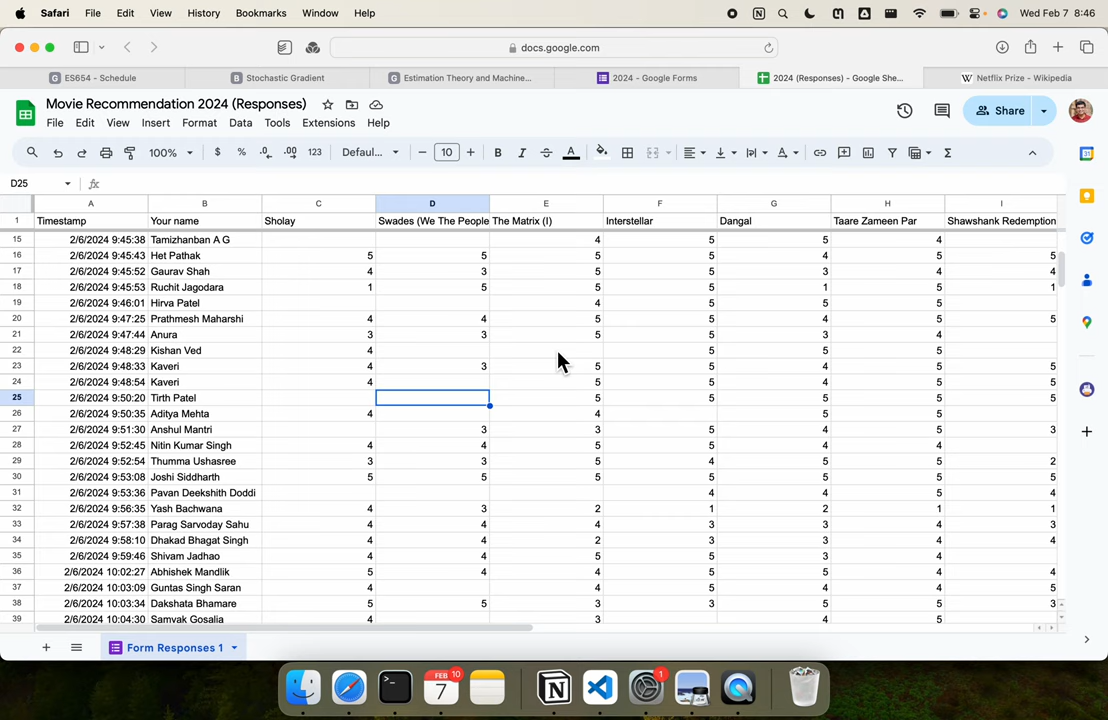 Safari File Edit View History Bookmarks Window Help Wed Feb 7 8:46
docs.google.com
ES654 - Schedule Stochastic Gradient Estimation Theory and Machine... 2024 - Google Forms 2024 (Responses) - Google She... Netflix Prize - Wikipedia
Movie Recommendation 2024 (Responses)
File Edit View Insert Format Data Tools Extensions Help
Share
100% $ % .0 .00 123 Defaul... 10 B I A
D25 fx
A B C D E F G H I
1 Timestamp Your name Sholay Swades (We The People The Matrix (I) Interstellar Dangal Taare Zameen Par Shawshank Redemption
15 2/6/2024 9:45:38 Tamizhanban A G 4 5 5 4
16 2/6/2024 9:45:43 Het Pathak 5 5 5 5 4 5 5
17 2/6/2024 9:45:52 Gaurav Shah 4 3 5 5 3 4 4
18 2/6/2024 9:45:53 Ruchit Jagodara 1 5 5 5 1 5 1
19 2/6/2024 9:46:01 Hirva Patel 4 5 5 5
20 2/6/2024 9:47:25 Prathmesh Maharshi 4 4 5 5 4 5 5
21 2/6/2024 9:47:44 Anura 3 3 5 5 3 4
22 2/6/2024 9:48:29 Kishan Ved 4 5 5 5
23 2/6/2024 9:48:33 Kaveri 4 3 5 5 4 5 5
24 2/6/2024 9:48:54 Kaveri 4 5 5 4 5 5
25 2/6/2024 9:50:20 Tirth Patel 5 5 5 5 5
26 2/6/2024 9:50:35 Aditya Mehta 4 4 5 5
27 2/6/2024 9:51:30 Anshul Mantri 3 3 5 4 4 3
28 2/6/2024 9:52:45 Nitin Kumar Singh 4 4 5 5 4 4
29 2/6/2024 9:52:54 Thumma Ushasree 3 3 5 4 5 5 2
30 2/6/2024 9:53:08 Joshi Siddharth 5 5 5 5 5 5 5
31 2/6/2024 9:53:36 Pavan Deekshith Doddi 4 4 5 4
32 2/6/2024 9:56:35 Yash Bachwana 4 3 2 1 2 1 1
33 2/6/2024 9:57:38 Parag Sarvoday Sahu 4 4 4 3 3 4 3
34 2/6/2024 9:58:10 Dhakad Bhagat Singh 4 4 2 3 3 4 4
35 2/6/2024 9:59:46 Shivam Jadhao 4 4 5 5 3 4
36 2/6/2024 10:02:27 Abhishek Mandlik 5 4 4 5 5 4 4
37 2/6/2024 10:03:09 Guntas Singh Saran 4 4 5 4 4 5
38 2/6/2024 10:03:34 Dakshata Bhamare 5 5 3 3 5 5 3
39 2/6/2024 10:04:30 Samvak Gosalia 4 3 4 5
Form Responses 1
FEB 10
7
1